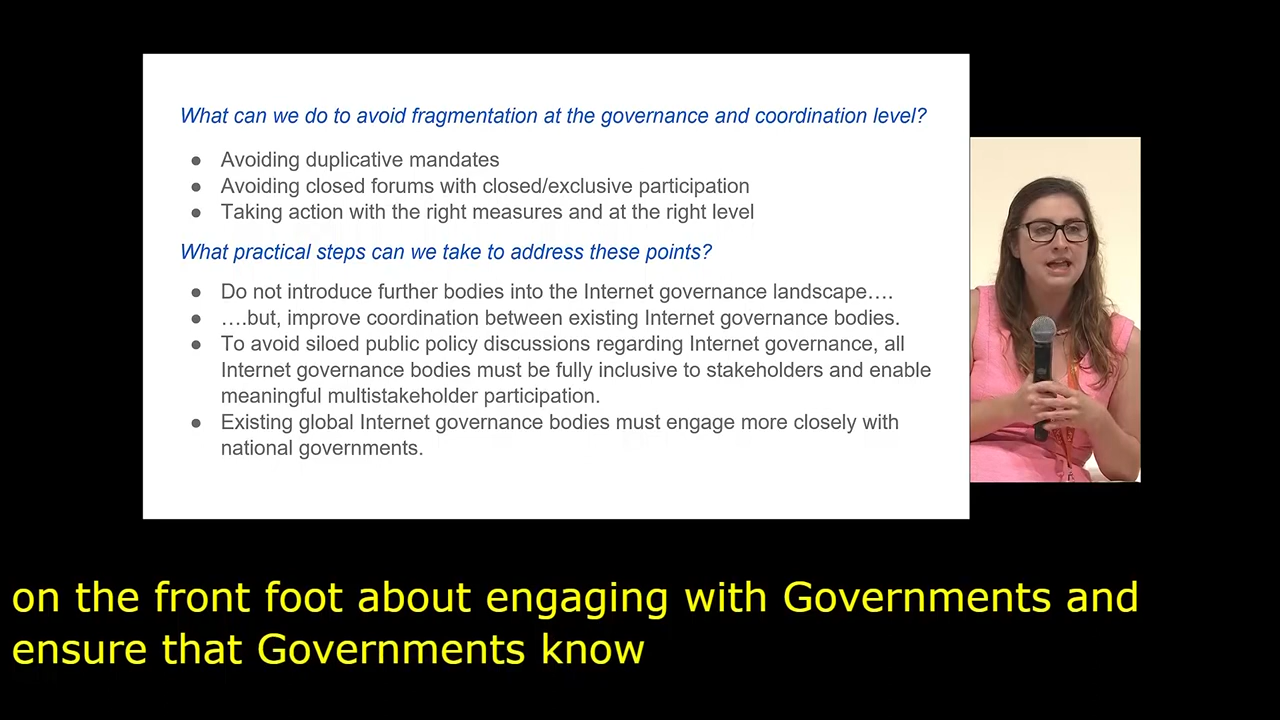 What can we do to avoid fragmentation at the governance and coordination level?
● Avoiding duplicative mandates
● Avoiding closed forums with closed/exclusive participation
● Taking action with the right measures and at the right level
What practical steps can we take to address these points?
● Do not introduce further bodies into the Internet governance landscape….
● ….but, improve coordination between existing Internet governance bodies.
● To avoid siloed public policy discussions regarding Internet governance, all
Internet governance bodies must be fully inclusive to stakeholders and enable
meaningful multistakeholder participation.
● Existing global Internet governance bodies must engage more closely with
national governments.
on the front foot about engaging with Governments and
ensure that Governments know